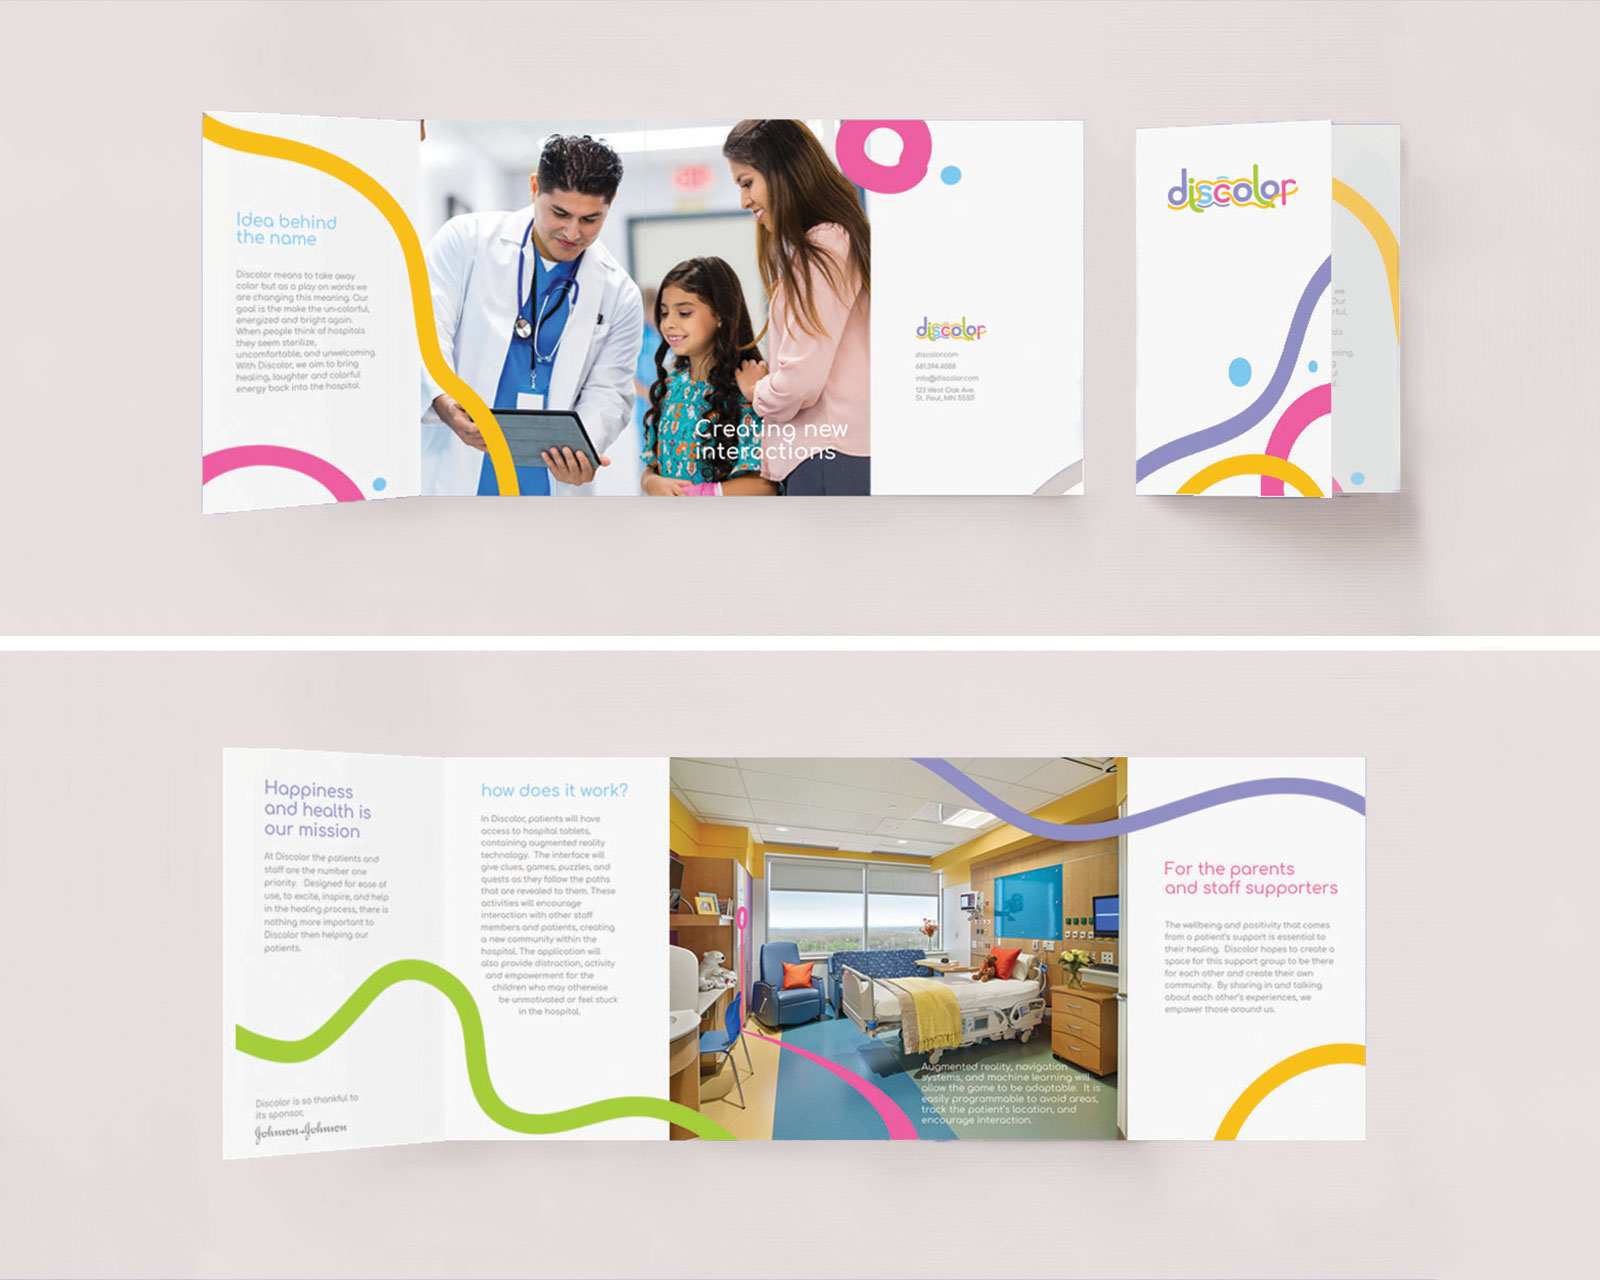 Idea behind
the name
Discolor means to take away
color but as a play on words we
are changing this meaning. Our
goal is the make the un-colorful,
energized and bright again.
When people think of hospitals
they seem sterilize,
uncomfortable, and unwelcoming.
With Discolor, we aim to bring
healing, laughter and colorful
energy back into the hospital.
Creating new
interactions
discolor
discolor.com
681.394.4088
info@discolor.com
123 West Oak Ave.
St. Paul, MN 55101
discolor
we
Our
rful,
als
ming.
Happiness
and health is
our mission
At Discolor the patients and
staff are the number one
priority. Designed for ease of
use, to excite, inspire, and help
in the healing process, there is
nothing more important to
Discolor then helping our
patients.
Discolor is so thankful to
its sponsor,
Johnson & Johnson
how does it work?
In Discolor, patients will have
access to hospital tablets,
containing augmented reality
technology. The interface will
give clues, games, puzzles, and
quests as they follow the paths
that are revealed to them. These
activities will encourage
interaction with other staff
members and patients, creating
a new community within the
hospital. The application will
also provide distraction, activity
and empowerment for the
children who may otherwise
be unmotivated or feel stuck
in the hospital.
Augmented reality, navigation
systems, and machine learning will
allow the game to be adaptable. It is
easily programmable to avoid areas,
track the patient's location, and
encourage interaction.
For the parents
and staff supporters
The wellbeing and positivity that comes
from a patient's support is essential to
their healing. Discolor hopes to create a
space for this support group to be there
for each other and create their own
community. By sharing in and talking
about each other's experiences, we
empower those around us.